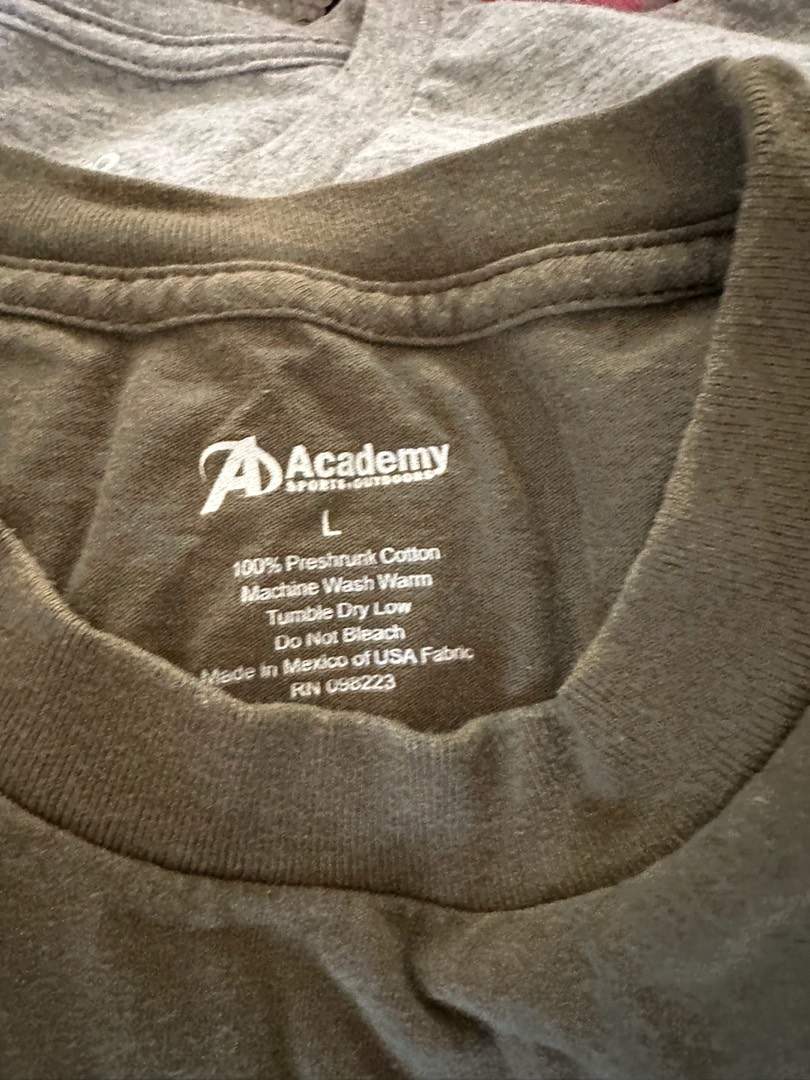 Academy
SPORTS+OUTDOORS
L
100% Preshrunk Cotton
Machine Wash Warm
Tumble Dry Low
Do Not Bleach
Made In Mexico of USA Fabric
RN 098223